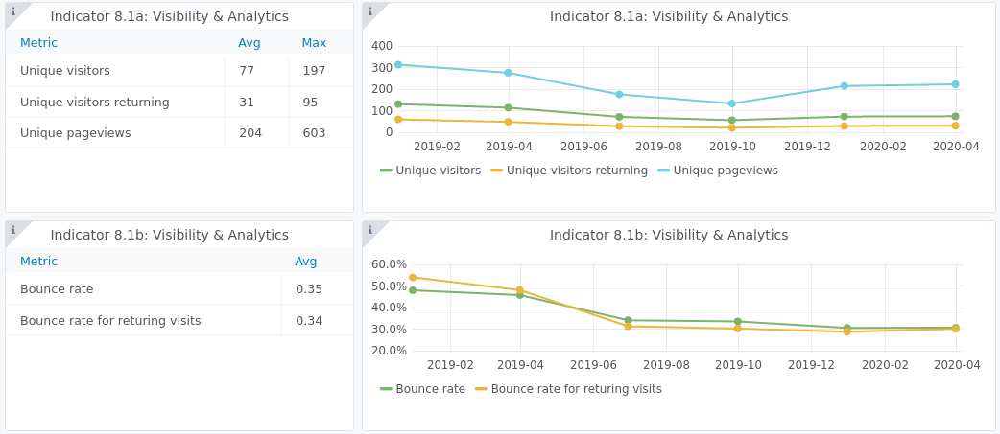 i
Indicator 8.1a: Visibility & Analytics
Metric Avg Max
Unique visitors 77 197
Unique visitors returning 31 95
Unique pageviews 204 603
i
Indicator 8.1a: Visibility & Analytics
400
300
200
100
0
2019-02 2019-04 2019-06 2019-08 2019-10 2019-12 2020-02 2020-04
Unique visitors Unique visitors returning Unique pageviews
i
Indicator 8.1b: Visibility & Analytics
Metric Avg
Bounce rate 0.35
Bounce rate for returing visits 0.34
i
Indicator 8.1b: Visibility & Analytics
60.0%
50.0%
40.0%
30.0%
20.0%
2019-02 2019-04 2019-06 2019-08 2019-10 2019-12 2020-02 2020-04
Bounce rate Bounce rate for returing visits